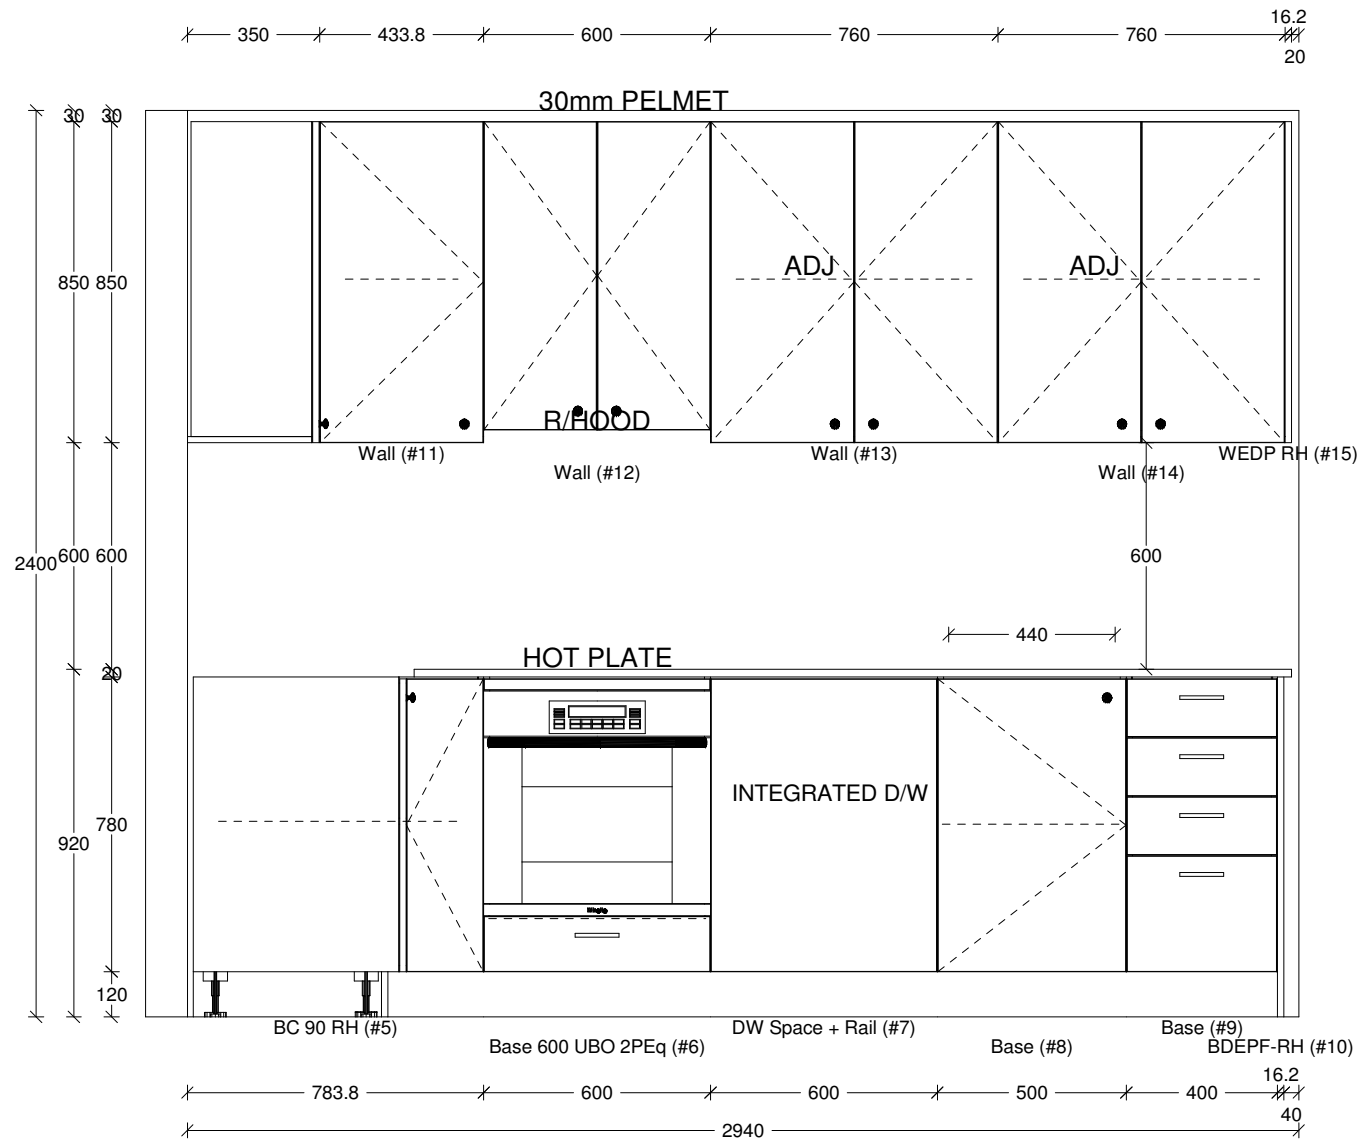 16.2
350 433.8 600 760 760
20
30mm PELMET
30 30
ADJ ADJ
850 850
R/HOOD
Wall (#11) Wall (#13) WEDP RH (#15)
Wall (#12) Wall (#14)
2400 600 600 600
440
HOT PLATE
20
INTEGRATED D/W
780
920
120
BC 90 RH (#5) DW Space + Rail (#7) Base (#9)
Base 600 UBO 2PEq (#6) Base (#8) BDEPF-RH (#10)
16.2
783.8 600 600 500 400
40
2940